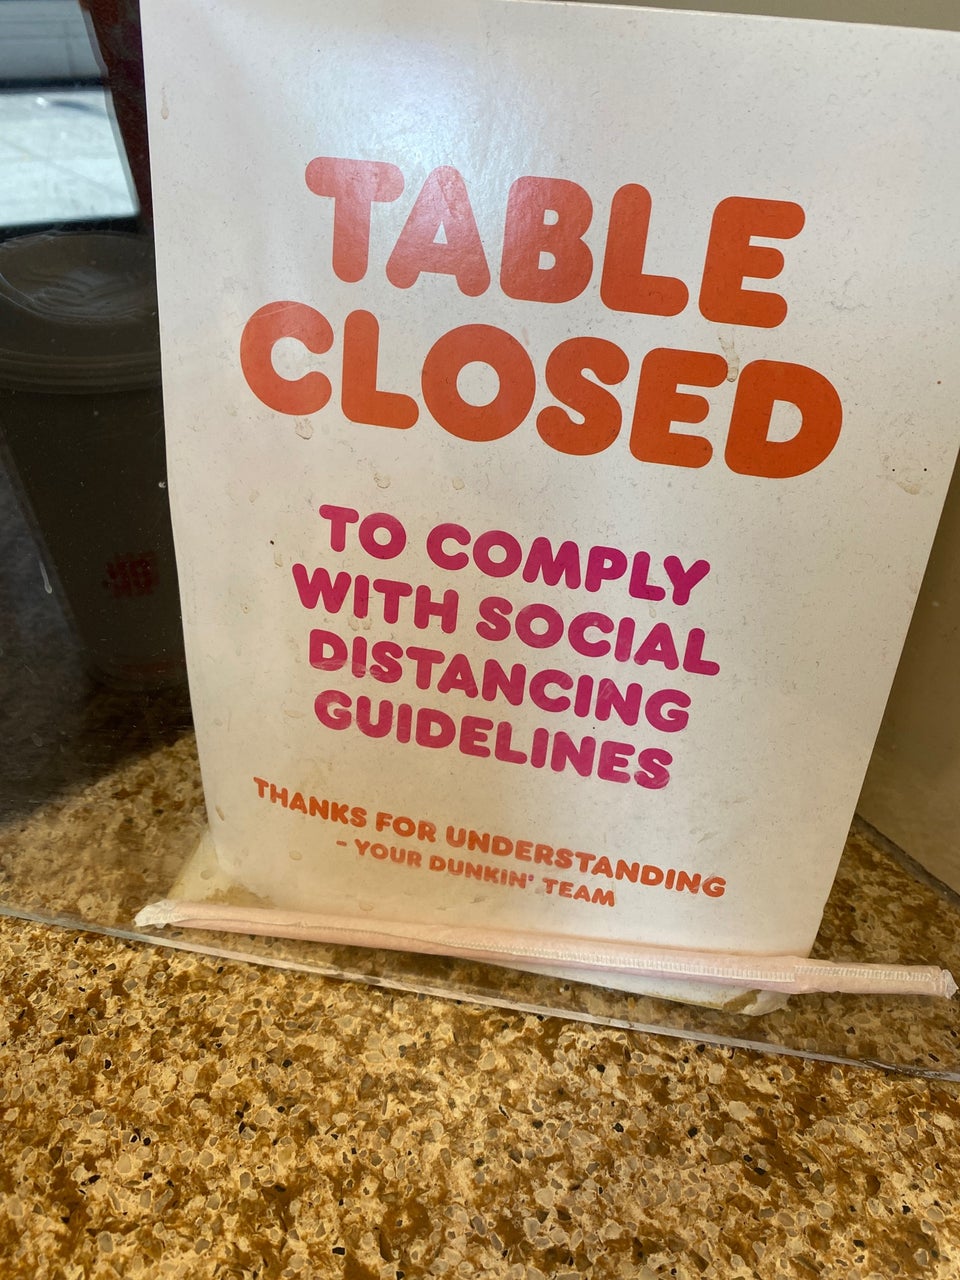 TABLE
CLOSED
TO COMPLY
WITH SOCIAL
DISTANCING
GUIDELINES
THANKS FOR UNDERSTANDING
- YOUR DUNKIN' TEAM